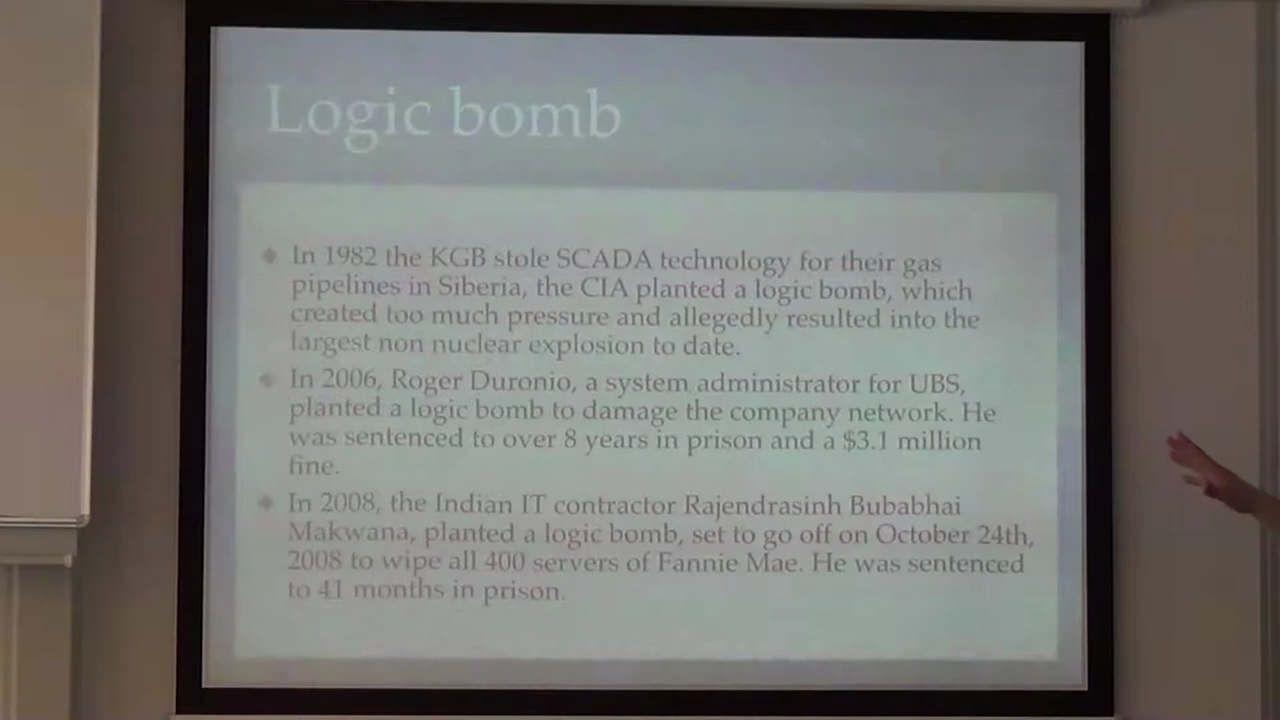 Logic bomb
In 1982 the KGB stole SCADA technology for their gas
pipelines in Siberia, the CIA planted a logic bomb, which
created too much pressure and allegedly resulted into the
largest non nuclear explosion to date.
In 2006, Roger Duronio, a system administrator for UBS,
planted a logic bomb to damage the company network. He
was sentenced to over 8 years in prison and a $3.1 million
fine.
In 2008, the Indian IT contractor Rajendrasinh Bubabhai
Makwana, planted a logic bomb, set to go off on October 24th,
2008 to wipe all 400 servers of Fannie Mae. He was sentenced
to 41 months in prison.